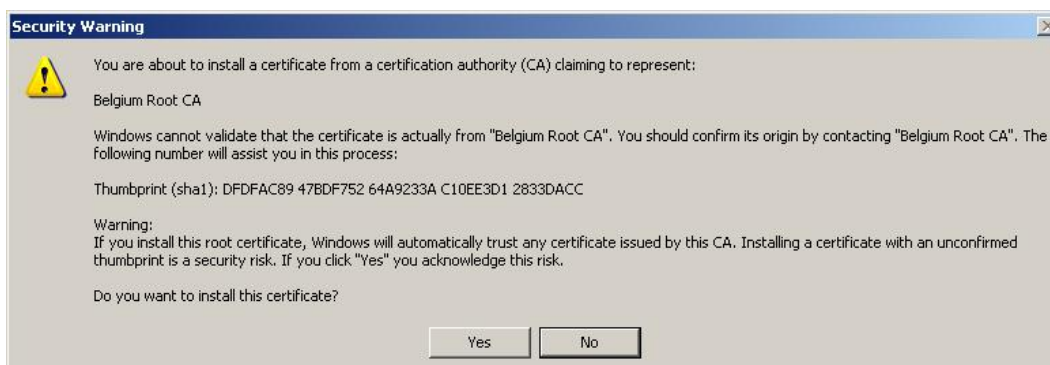 Security Warning
You are about to install a certificate from a certification authority (CA) claiming to represent:
Belgium Root CA
Windows cannot validate that the certificate is actually from "Belgium Root CA". You should confirm its origin by contacting "Belgium Root CA". The
following number will assist you in this process:
Thumbprint (sha1): DFDFAC89 47BDF752 64A9233A C10EE3D1 2833DACC
Warning:
If you install this root certificate, Windows will automatically trust any certificate issued by this CA. Installing a certificate with an unconfirmed
thumbprint is a security risk. If you click "Yes" you acknowledge this risk.
Do you want to install this certificate?
Yes No